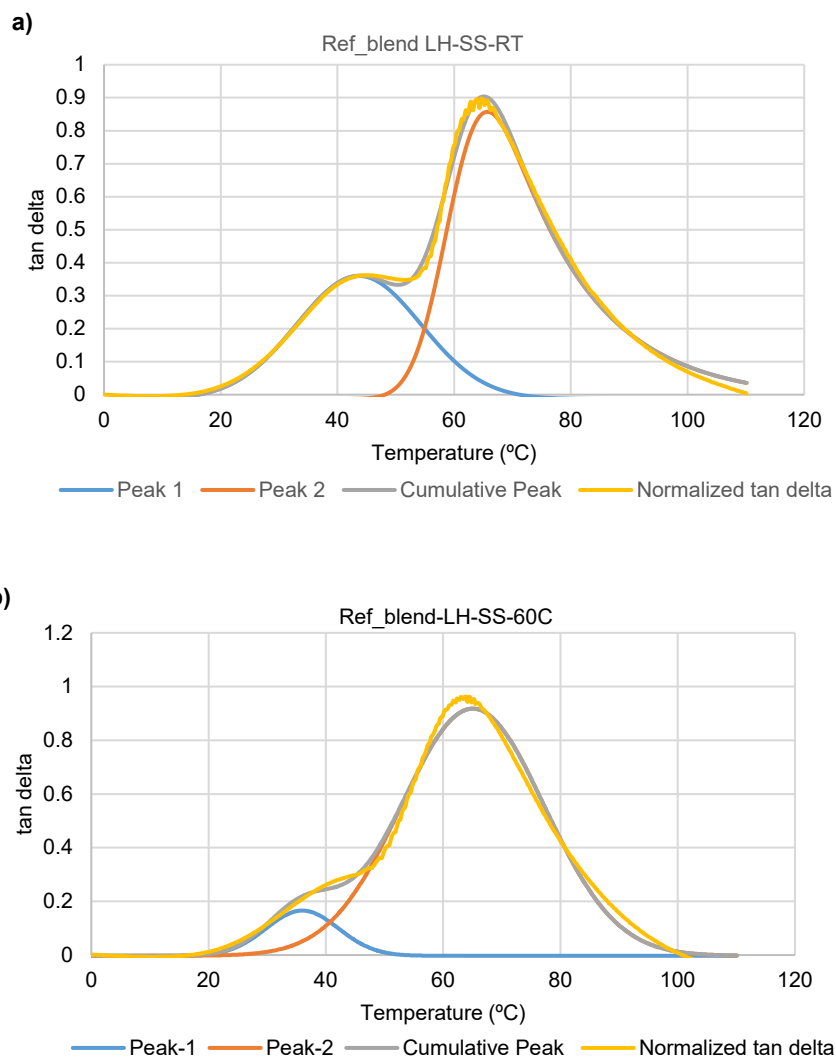 a)
Ref_blend LH-SS-RT
1
0.9
0.8
0.7
0.6
0.5
0.4
0.3
0.2
0.1
0
tan delta
0 20 40 60 80 100 120
Temperature (ºC)
Peak 1 Peak 2 Cumulative Peak Normalized tan delta
)
Ref_blend-LH-SS-60C
1.2
1
0.8
0.6
0.4
0.2
0
tan delta
0 20 40 60 80 100 120
Temperature (ºC)
Peak-1 Peak-2 Cumulative Peak Normalized tan delta